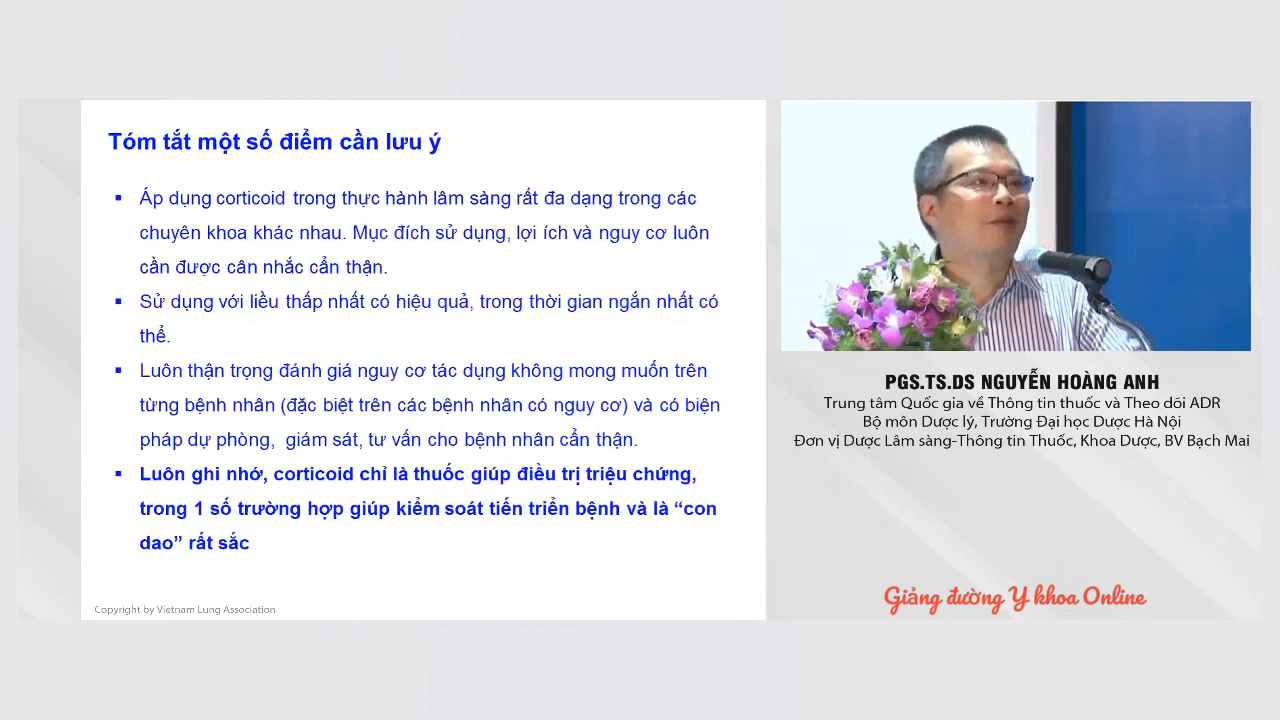 Tóm tắt một số điểm cần lưu ý
▪ Áp dụng corticoid trong thực hành lâm sàng rất đa dạng trong các
chuyên khoa khác nhau. Mục đích sử dụng, lợi ích và nguy cơ luôn
cần được cân nhắc cẩn thận.
▪ Sử dụng với liều thấp nhất có hiệu quả, trong thời gian ngắn nhất có
thể.
▪ Luôn thận trọng đánh giá nguy cơ tác dụng không mong muốn trên
từng bệnh nhân (đặc biệt trên các bệnh nhân có nguy cơ) và có biện
pháp dự phòng, giám sát, tư vấn cho bệnh nhân cẩn thận.
▪ Luôn ghi nhớ, corticoid chỉ là thuốc giúp điều trị triệu chứng,
trong 1 số trường hợp giúp kiểm soát tiến triển bệnh và là “con
dao” rất sắc
Copyright by Vietnam Lung Association
PGS.TS.DS NGUYỄN HOÀNG ANH
Trung tâm Quốc gia về Thông tin thuốc và Theo dõi ADR
Bộ môn Dược lý, Trường Đại học Dược Hà Nội
Đơn vị Dược Lâm sàng-Thông tin Thuốc, Khoa Dược, BV Bạch Mai
Giảng đường Y khoa Online